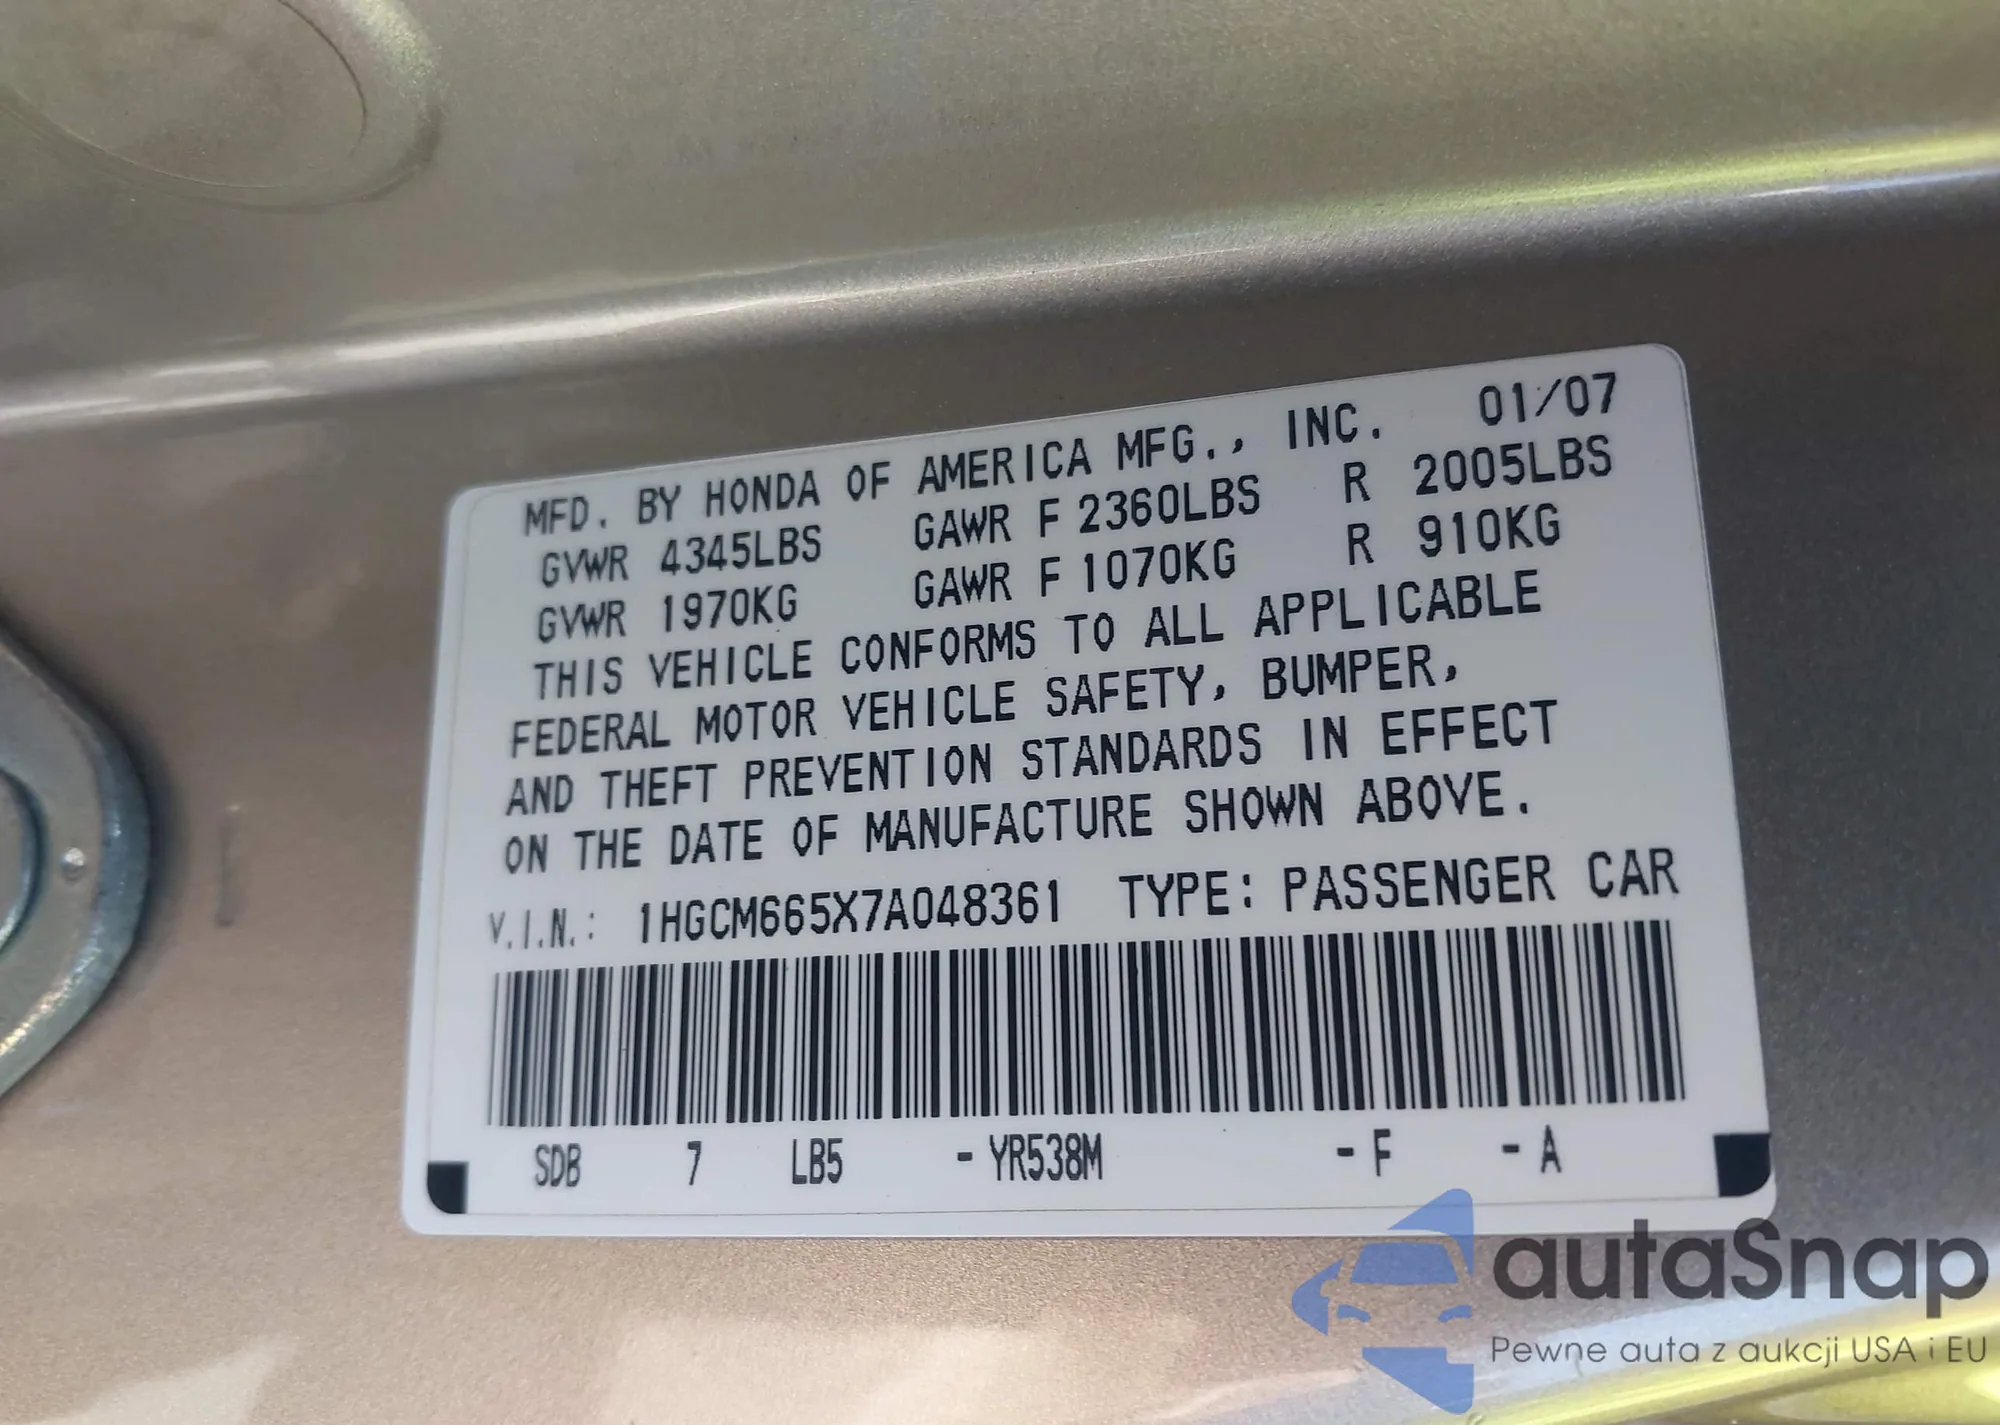 MFD. BY HONDA OF AMERICA MFG., INC. 01/07
GVWR 4345LBS GAWR F 2360LBS R 2005LBS
GVWR 1970KG GAWR F 1070KG R 910KG
THIS VEHICLE CONFORMS TO ALL APPLICABLE
FEDERAL MOTOR VEHICLE SAFETY, BUMPER,
AND THEFT PREVENTION STANDARDS IN EFFECT
ON THE DATE OF MANUFACTURE SHOWN ABOVE.
V.I.N.: 1HGCM665X7A048361 TYPE: PASSENGER CAR
SDB 7 LB5 - YR538M - F - A
autaSnap
Pewne auta z aukcji USA i EU